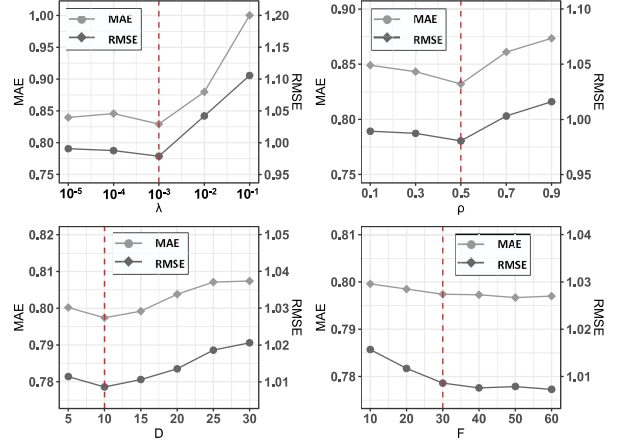 MAE
RMSE
1.00
0.95
0.90
0.85
0.80
0.75
MAE
1.20
1.15
1.10
1.05
1.00
0.95
RMSE
10-5 10-4 10-3 10-2 10-1
λ
MAE
RMSE
0.90
0.85
0.80
0.75
MAE
1.10
1.05
1.00
0.95
RMSE
0.1 0.3 0.5 0.7 0.9
ρ
MAE
RMSE
0.82
0.81
0.80
0.79
0.78
MAE
1.05
1.04
1.03
1.02
1.01
RMSE
5 10 15 20 25 30
D
MAE
RMSE
0.81
0.80
0.79
0.78
MAE
1.04
1.03
1.02
1.01
RMSE
10 20 30 40 50 60
F